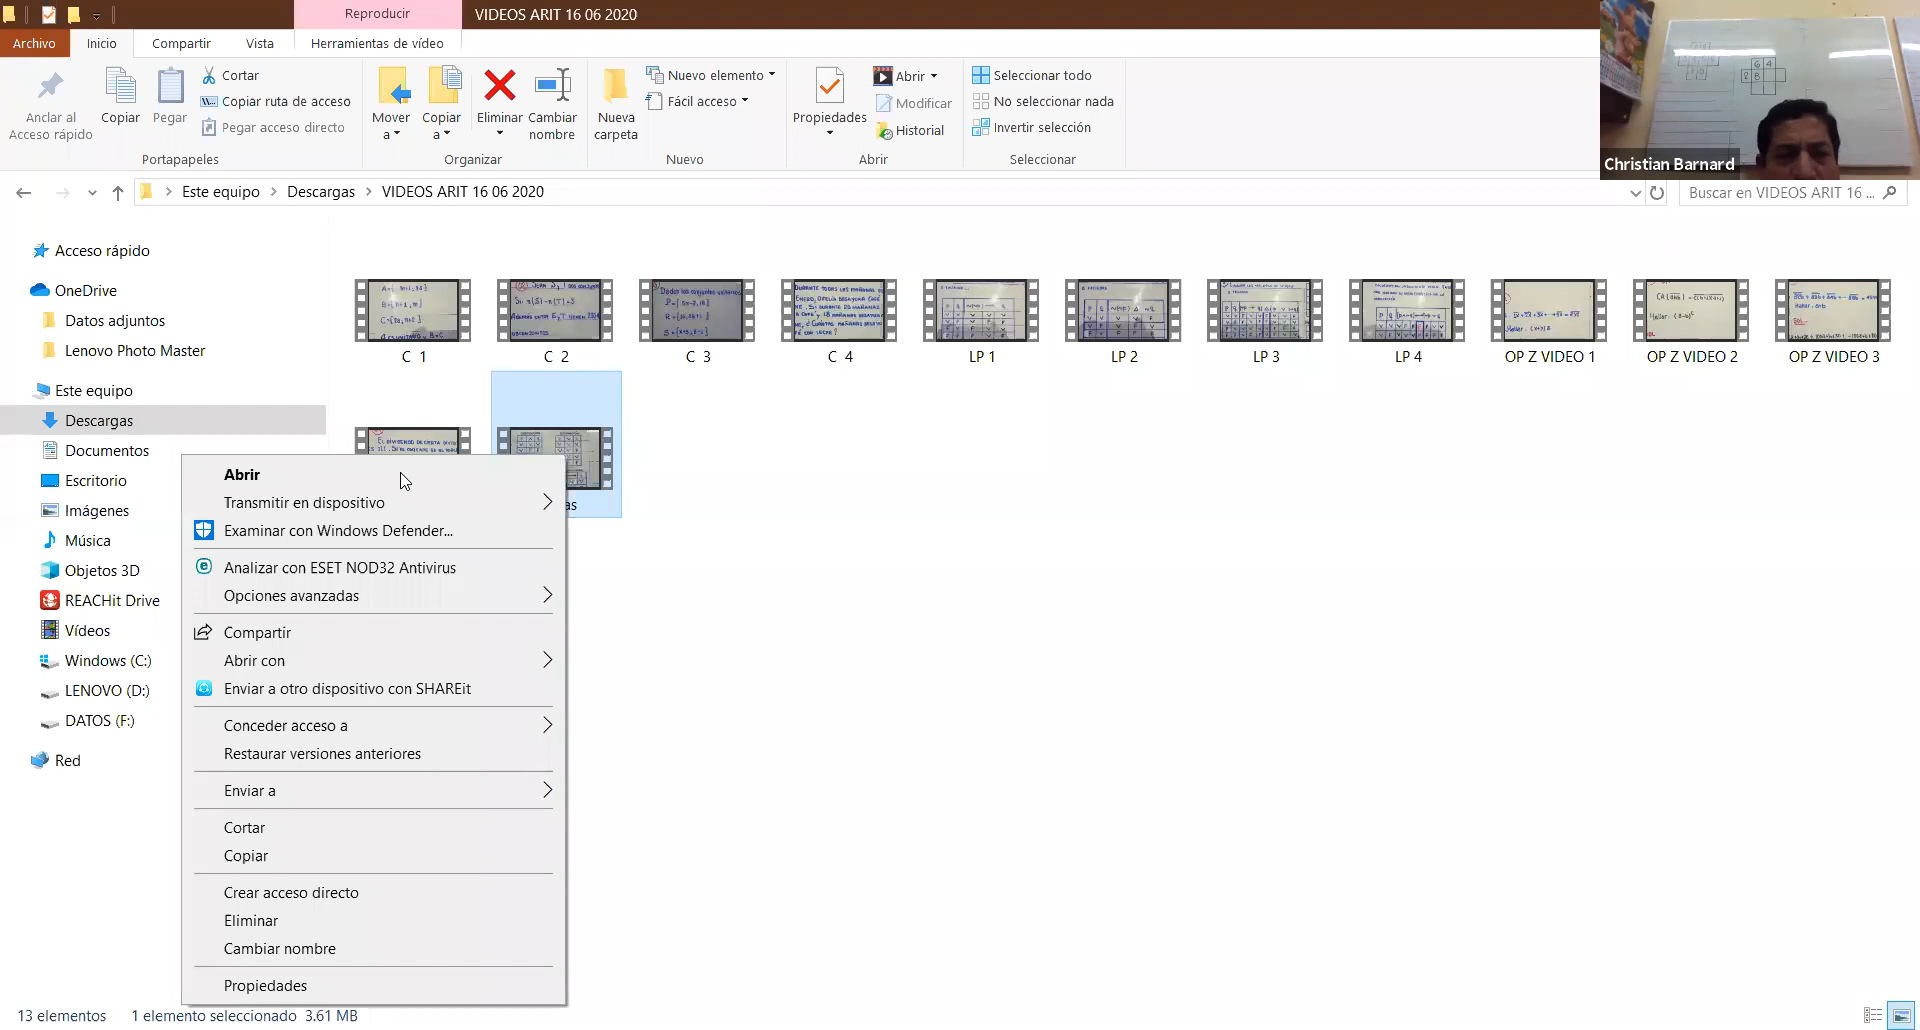 Reproducir
VIDEOS ARIT 16 06 2020
Archivo
Inicio
Compartir
Vista
Herramientas de vídeo
Anclar al
Acceso rápido
Copiar
Pegar
Cortar
Copiar ruta de acceso
Pegar acceso directo
Portapapeles
Mover
a
Copiar
a
Eliminar
Cambiar
nombre
Organizar
Nueva
carpeta
Nuevo elemento
Fácil acceso
Nuevo
Propiedades
Abrir
Modificar
Historial
Abrir
Seleccionar todo
No seleccionar nada
Invertir selección
Seleccionar
Christian Barnard
Este equipo
Descargas
VIDEOS ARIT 16 06 2020
Buscar en VIDEOS ARIT 16 ...
Acceso rápido
OneDrive
Datos adjuntos
Lenovo Photo Master
Este equipo
Descargas
Documentos
Escritorio
Imágenes
Música
Objetos 3D
REACHit Drive
Vídeos
Windows (C:)
LENOVO (D:)
DATOS (F:)
Red
C 1
C 2
C 3
C 4
LP 1
LP 2
LP 3
LP 4
OP Z VIDEO 1
OP Z VIDEO 2
OP Z VIDEO 3
as
Abrir
Transmitir en dispositivo
Examinar con Windows Defender...
Analizar con ESET NOD32 Antivirus
Opciones avanzadas
Compartir
Abrir con
Enviar a otro dispositivo con SHAREit
Conceder acceso a
Restaurar versiones anteriores
Enviar a
Cortar
Copiar
Crear acceso directo
Eliminar
Cambiar nombre
Propiedades
13 elementos
1 elemento seleccionado 3.61 MB